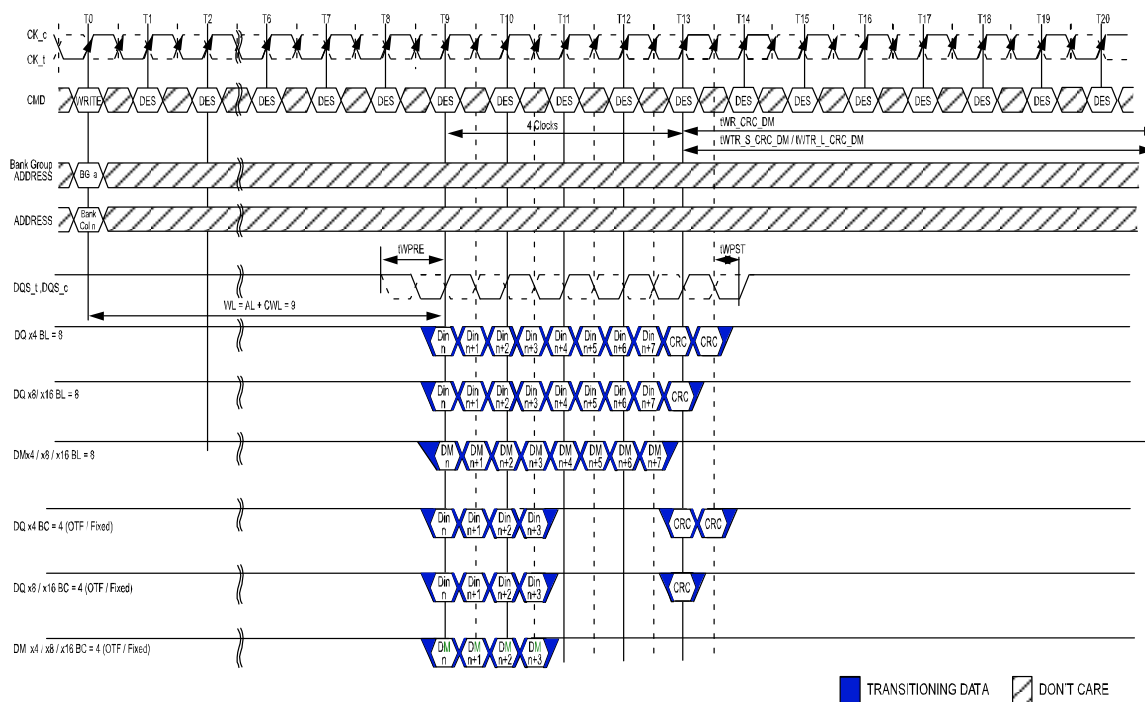 T0 T1 T2 T6 T7 T8 T9 T10 T11 T12 T13 T14 T15 T16 T17 T18 T19 T20
CK_c
CK_t
CMD WRITE DES DES DES DES DES DES DES DES DES DES DES DES DES DES DES DES DES
4 Clocks tWR_CRC_DM
tWTR_S_CRC_DM / tWTR_L_CRC_DM
Bank Group
ADDRESS
BG a
ADDRESS
Bank
Col n
tWPRE tWPST
DQS_t ,DQS_c
WL = AL + CWL = 9
DQ x4 BL = 8
Din Din Din Din Din Din Din Din CRC CRC
n n+1 n+2 n+3 n+4 n+5 n+6 n+7
DQ x8/ x16 BL = 8
Din Din Din Din Din Din Din Din CRC
n n+1 n+2 n+3 n+4 n+5 n+6 n+7
DMx4 / x8 / x16 BL = 8
DM DM DM DM DM DM DM DM
n n+1 n+2 n+3 n+4 n+5 n+6 n+7
DQ x4 BC = 4 (OTF / Fixed)
Din Din Din Din CRC CRC
n n+1 n+2 n+3
DQ x8 / x16 BC = 4 (OTF / Fixed)
Din Din Din Din CRC
n n+1 n+2 n+3
DM x4 / x8 / x16 BC = 4 (OTF / Fixed)
DM DM DM DM
n n+1 n+2 n+3
TRANSITIONING DATA DON'T CARE